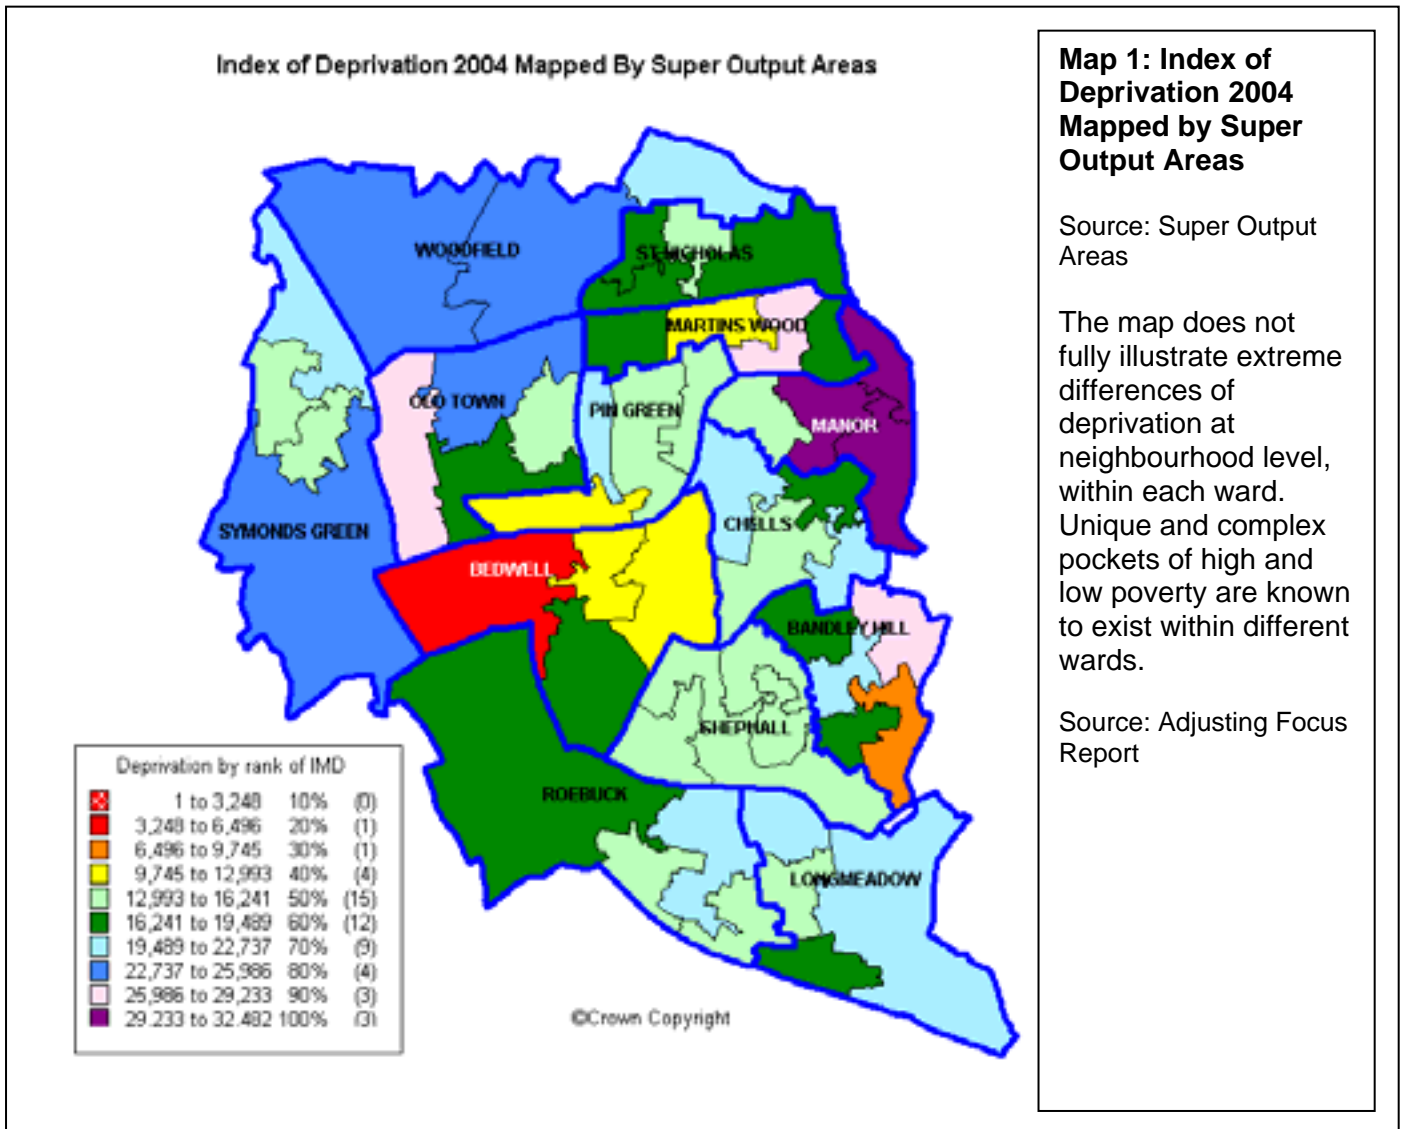 Index of Deprivation 2004 Mapped By Super Output Areas
WOODFIELD
ST NICHOLAS
MARTINS WOOD
OLD TOWN
PIN GREEN
MANOR
SYMONDS GREEN
CHELLS
BEDWELL
BANDLEY HILL
SHEPHALL
ROEBUCK
LONGMEADOW
Deprivation by rank of IMD
1 to 3,248 10% (0)
3,248 to 6,496 20% (1)
6,496 to 9,745 30% (1)
9,745 to 12,993 40% (4)
12,993 to 16,241 50% (15)
16,241 to 19,489 60% (12)
19,489 to 22,737 70% (9)
22,737 to 25,986 80% (4)
25,986 to 29,233 90% (3)
29,233 to 32,482 100% (3)
©Crown Copyright
Map 1: Index of
Deprivation 2004
Mapped by Super
Output Areas
Source: Super Output
Areas
The map does not
fully illustrate extreme
differences of
deprivation at
neighbourhood level,
within each ward.
Unique and complex
pockets of high and
low poverty are known
to exist within different
wards.
Source: Adjusting Focus
Report